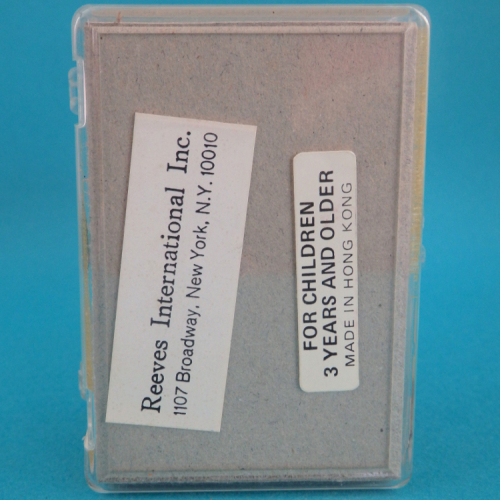 Reeves International Inc.
1107 Broadway, New York, N.Y. 10010
FOR CHILDREN
3 YEARS AND OLDER
MADE IN HONG KONG